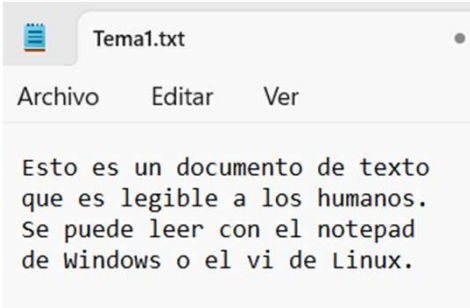 Tema1.txt
Archivo Editar Ver
Esto es un documento de texto
que es legible a los humanos.
Se puede leer con el notepad
de Windows o el vi de Linux.